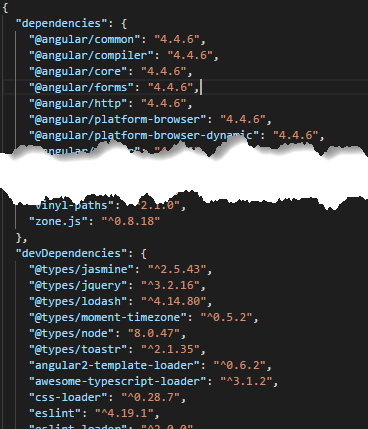 {
"dependencies": {
"@angular/common": "4.4.6",
"@angular/compiler": "4.4.6",
"@angular/core": "4.4.6",
"@angular/forms": "4.4.6",
"@angular/http": "4.4.6",
"@angular/platform-browser": "4.4.6",
"@angular/platform-browser-dynamic": "4.4.6",
"vinyl-paths": "^2.1.0",
"zone.js": "^0.8.18"
},
"devDependencies": {
"@types/jasmine": "^2.5.43",
"@types/jquery": "^3.2.16",
"@types/lodash": "^4.14.80",
"@types/moment-timezone": "^0.5.2",
"@types/node": "8.0.47",
"@types/toastr": "^2.1.35",
"angular2-template-loader": "^0.6.2",
"awesome-typescript-loader": "^3.1.2",
"css-loader": "^0.28.7",
"eslint": "^4.19.1",
"eslint-loader": "^2.0.0",